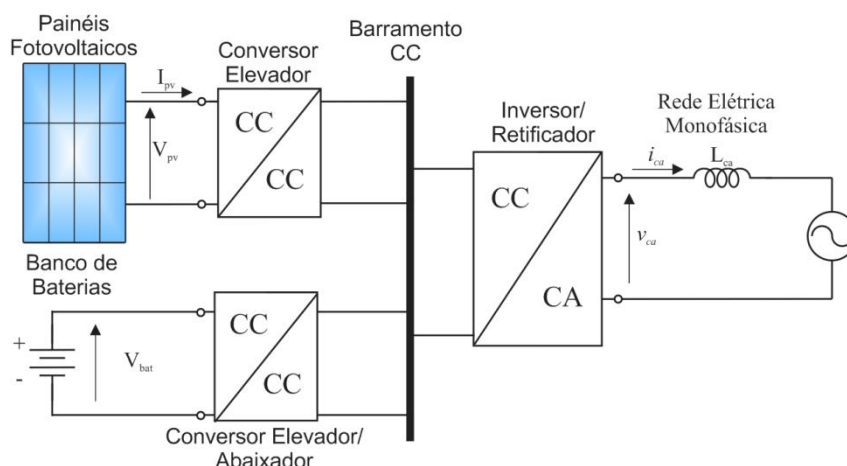 Painéis
Fotovoltaicos
I_pv
V_pv
Conversor
Elevador
CC
CC
Barramento
CC
Inversor/
Retificador
CC
CA
Rede Elétrica
Monofásica
i_ca
L_ca
v_ca
Banco de
Baterias
+
-
V_bat
CC
CC
Conversor Elevador/
Abaixador